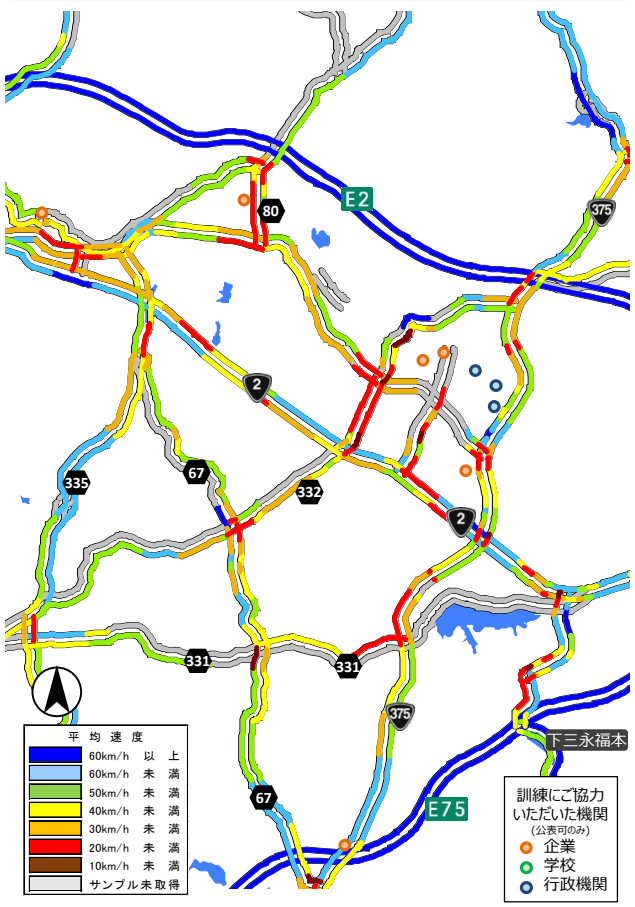 E2
80
375
2
67
335
332
2
331
331
375
下三永福本
67
E75
平均速度
60km/h 以上
60km/h 未満
50km/h 未満
40km/h 未満
30km/h 未満
20km/h 未満
10km/h 未満
サンプル未取得
訓練にご協力
いただいた機関
(公表可のみ)
企業
学校
行政機関